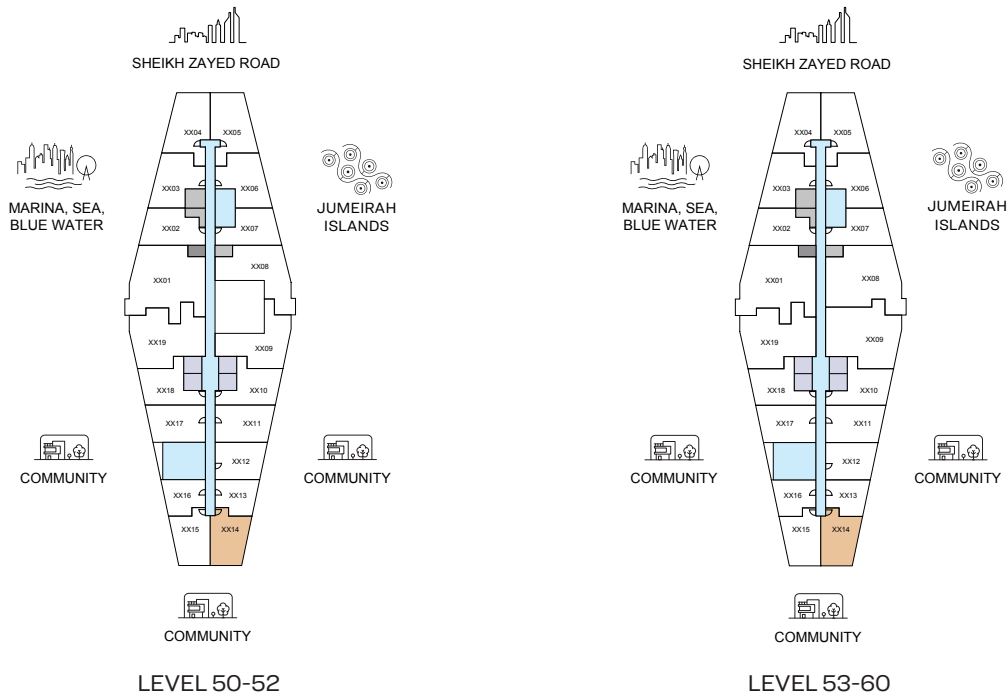 SHEIKH ZAYED ROAD
XX04
XX05
MARINA, SEA,
BLUE WATER
XX03
XX06
JUMEIRAH
ISLANDS
XX02
XX07
XX01
XX08
XX19
XX09
XX18
XX10
XX17
XX11
COMMUNITY
XX12
COMMUNITY
XX16
XX13
XX15
XX14
COMMUNITY
LEVEL 50-52
SHEIKH ZAYED ROAD
XX04
XX05
MARINA, SEA,
BLUE WATER
XX03
XX06
JUMEIRAH
ISLANDS
XX02
XX07
XX01
XX08
XX19
XX09
XX18
XX10
XX17
XX11
COMMUNITY
XX12
COMMUNITY
XX16
XX13
XX15
XX14
COMMUNITY
LEVEL 53-60